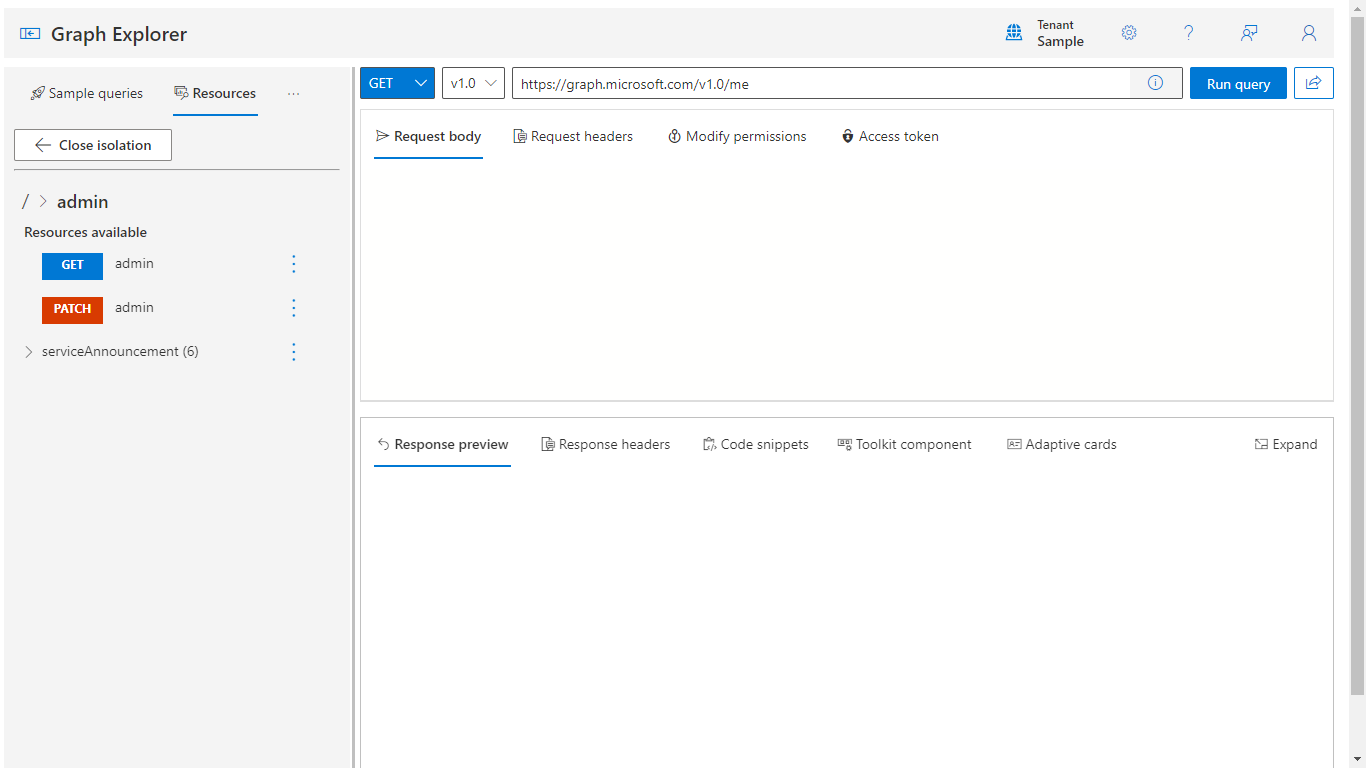 Graph Explorer
Tenant
Sample
?
Sample queries
Resources
...
Close isolation
/ > admin
Resources available
GET admin
PATCH admin
serviceAnnouncement (6)
GET
v1.0
https://graph.microsoft.com/v1.0/me
Run query
Request body
Request headers
Modify permissions
Access token
Response preview
Response headers
Code snippets
Toolkit component
Adaptive cards
Expand